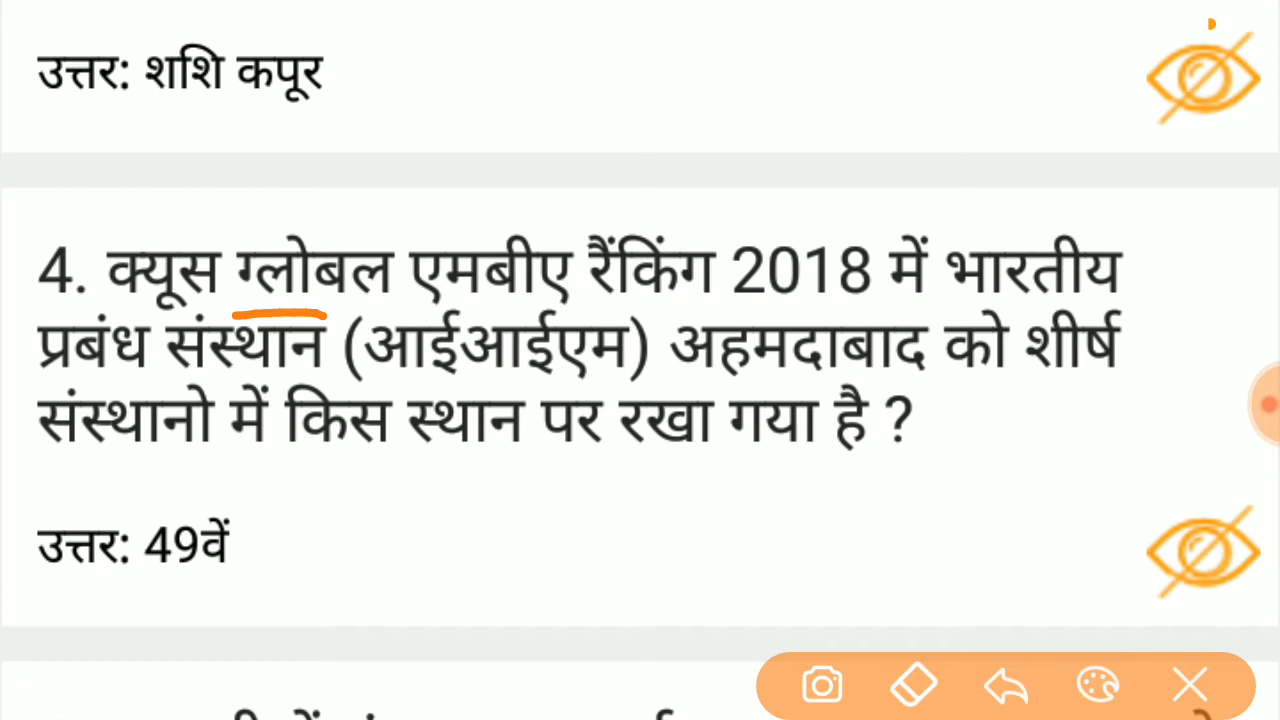 उत्तर: शशि कपूर
4. क्यूस ग्लोबल एमबीए रैंकिंग 2018 में भारतीय
प्रबंध संस्थान (आईआईएम) अहमदाबाद को शीर्ष
संस्थानो में किस स्थान पर रखा गया है ?
उत्तर: 49वें